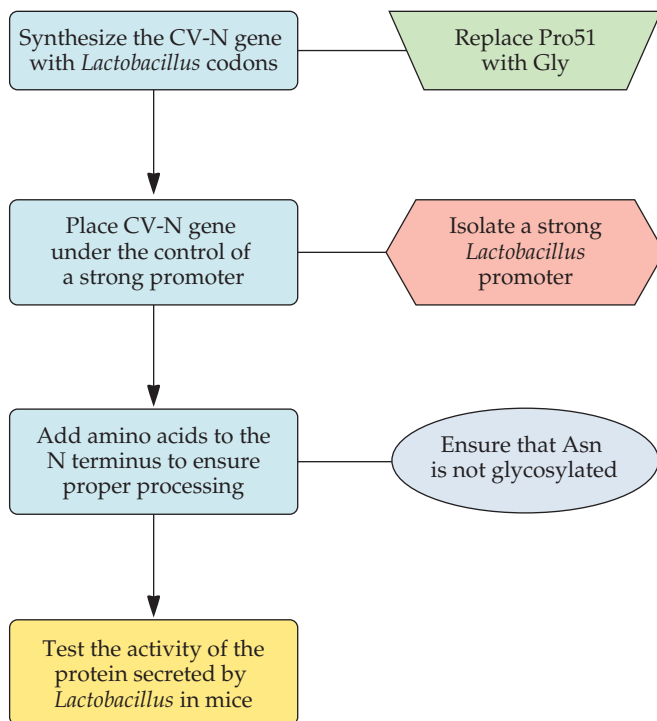 Synthesize the CV-N gene
with Lactobacillus codons
Replace Pro51
with Gly
Place CV-N gene
under the control of
a strong promoter
Isolate a strong
Lactobacillus
promoter
Add amino acids to the
N terminus to ensure
proper processing
Ensure that Asn
is not glycosylated
Test the activity of the
protein secreted by
Lactobacillus in mice